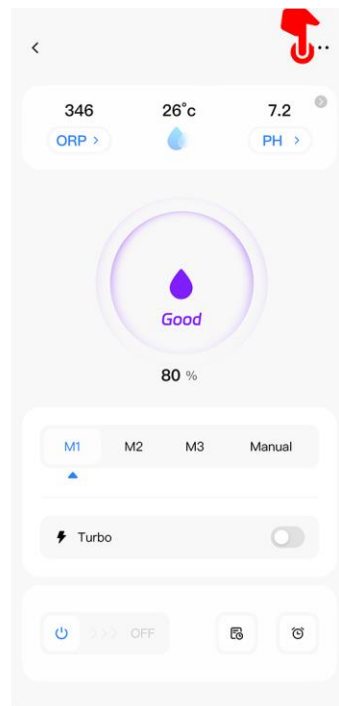 346 26°c 7.2
ORP > PH >
Good
80 %
M1 M2 M3 Manual
Turbo
>>> OFF